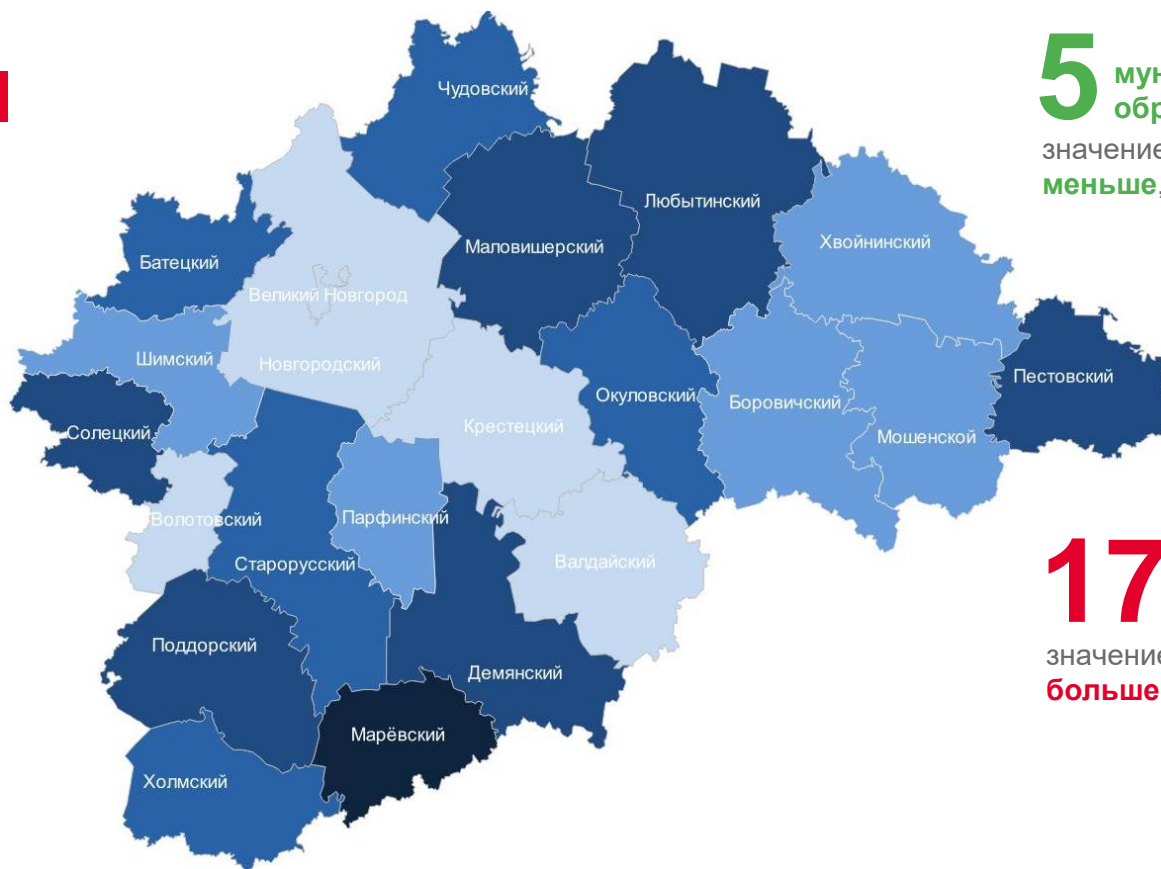 Чудовский
5 мун
обр
значение
меньше,
Любытинский
Хвойнинский
Маловишерский
Батецкий
Великий Новгород
Шимский
Новгородский
Пестовский
Окуловский
Боровичский
Крестецкий
Солецкий
Мошенской
Волотовский
Парфинский
Старорусский
Валдайский
17
значение
больше
Поддорский
Демянский
Марёвский
Холмский